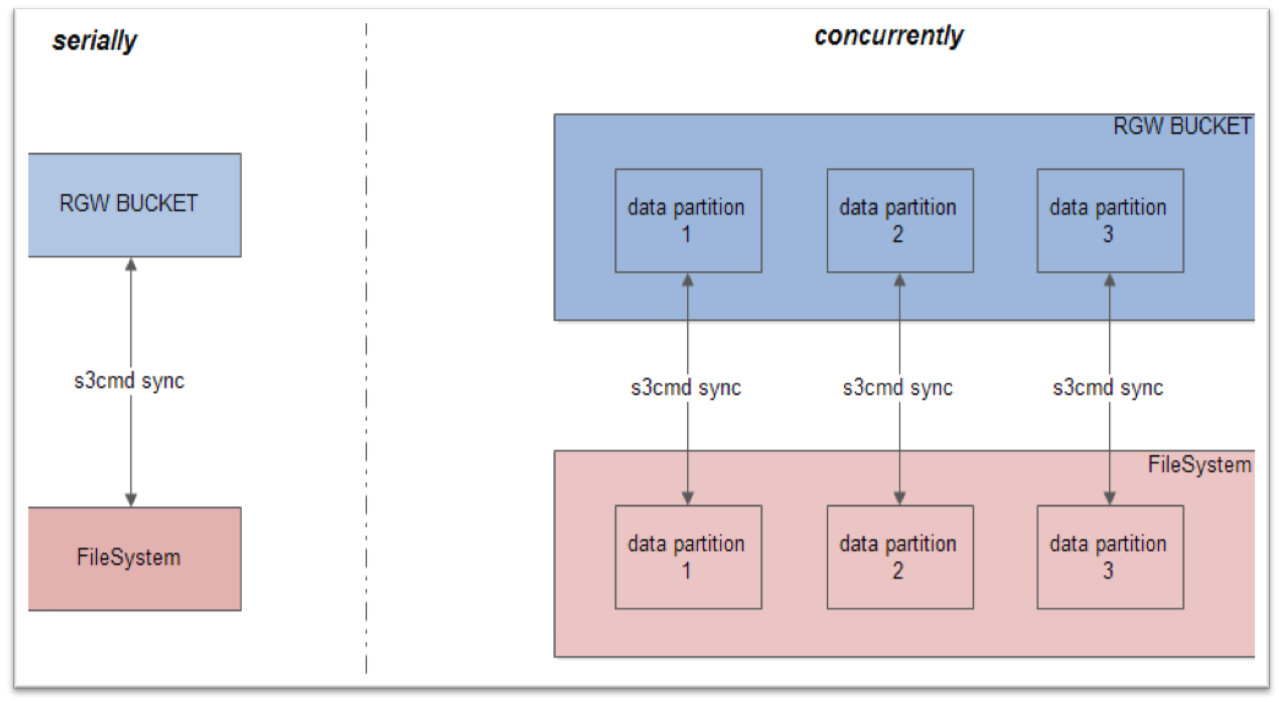 serially
concurrently
RGW BUCKET
RGW BUCKET
data partition
1
data partition
2
data partition
3
s3cmd sync
s3cmd sync
s3cmd sync
s3cmd sync
FileSystem
FileSystem
data partition
1
data partition
2
data partition
3